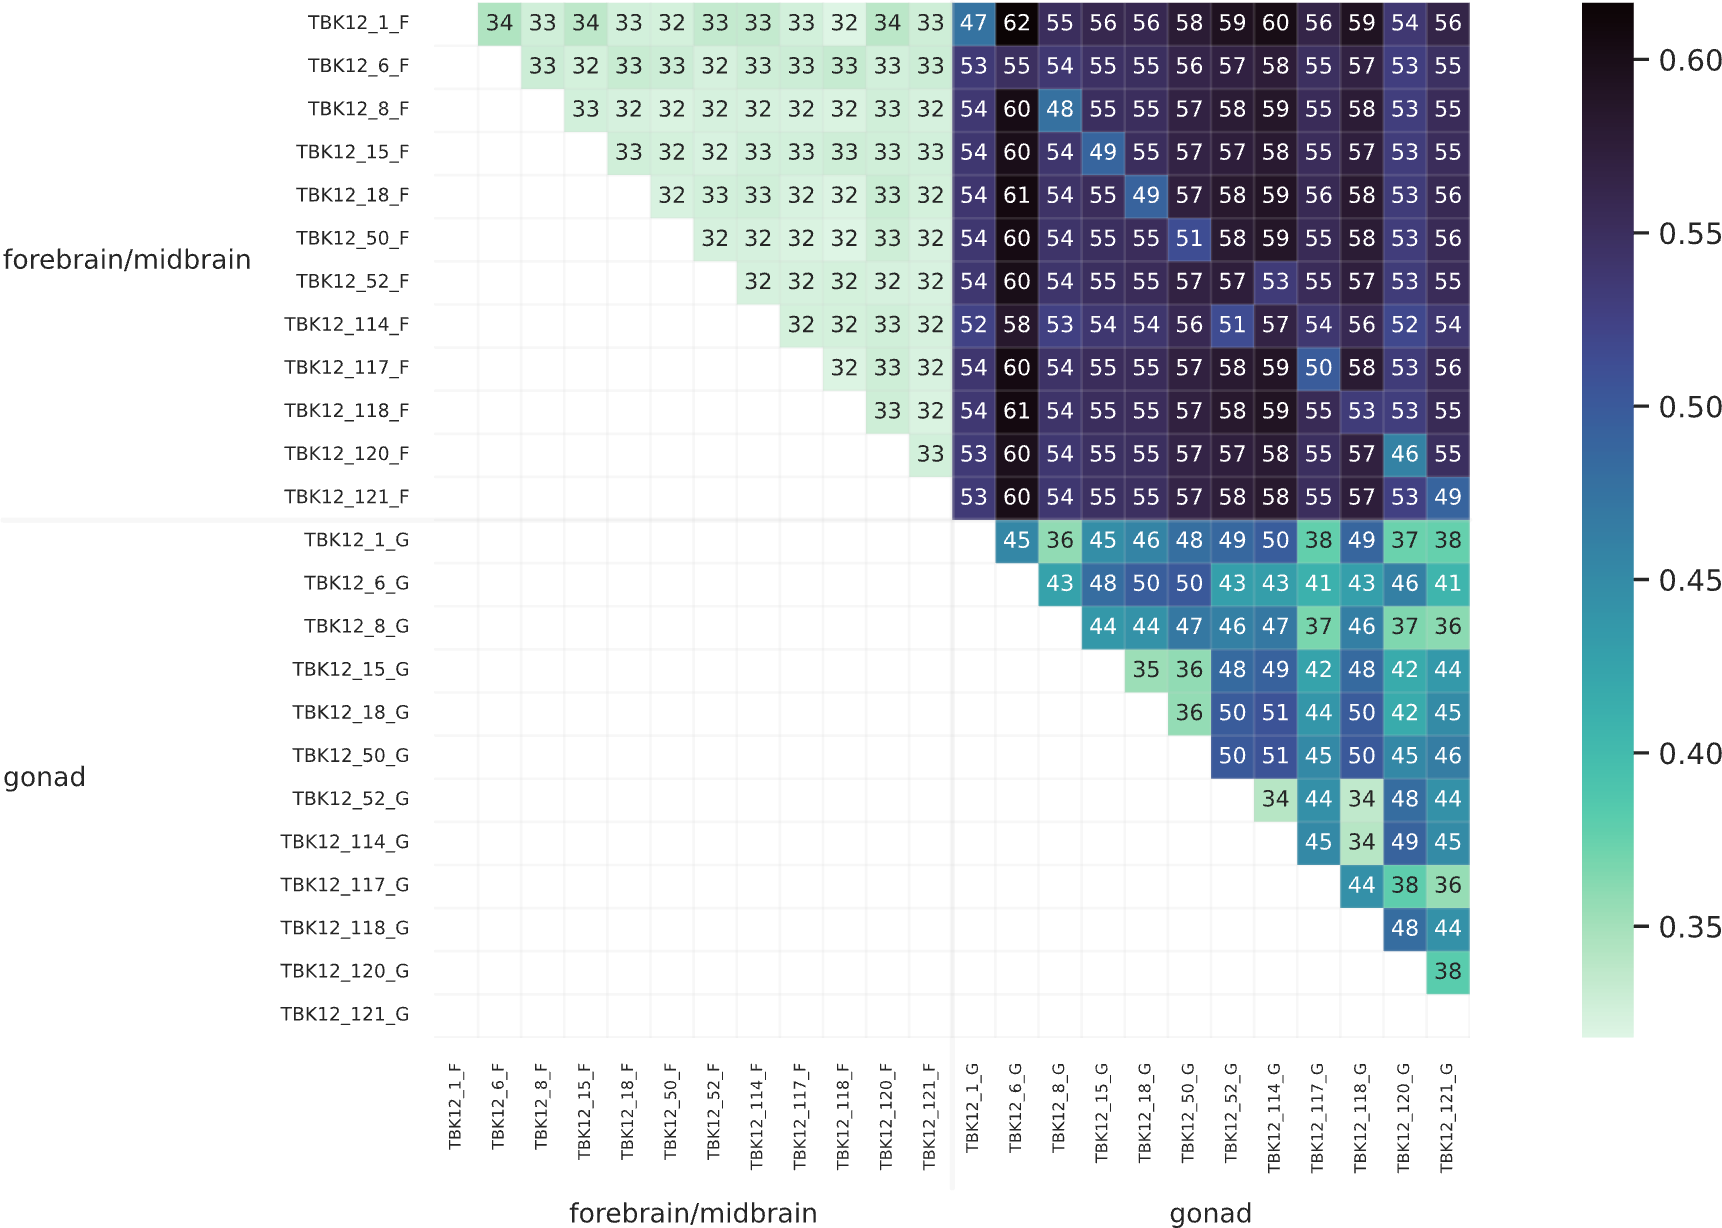 TBK12_1_F 34 33 34 33 32 33 33 33 32 34 33 47 62 55 56 56 58 59 60 56 59 54 56
TBK12_6_F 33 32 33 33 32 33 33 33 33 33 53 55 54 55 55 56 57 58 55 57 53 55
0.60
TBK12_8_F 33 32 32 32 32 32 32 33 32 54 60 48 55 55 57 58 59 55 58 53 55
TBK12_15_F 33 32 32 33 33 33 33 33 54 60 54 49 55 57 57 58 55 57 53 55
TBK12_18_F 32 33 33 32 32 33 32 54 61 54 55 49 57 58 59 56 58 53 56
0.55
TBK12_50_F 32 32 32 32 33 32 54 60 54 55 55 51 58 59 55 58 53 56
forebrain/midbrain
TBK12_52_F 32 32 32 32 32 54 60 54 55 55 57 57 53 55 57 53 55
TBK12_114_F 32 32 33 32 52 58 53 54 54 56 51 57 54 56 52 54
TBK12_117_F 32 33 32 54 60 54 55 55 57 58 59 50 58 53 56
0.50
TBK12_118_F 33 32 54 61 54 55 55 57 58 59 55 53 53 55
TBK12_120_F 33 53 60 54 55 55 57 57 58 55 57 46 55
TBK12_121_F 53 60 54 55 55 57 58 58 55 57 53 49
TBK12_1_G 45 36 45 46 48 49 50 38 49 37 38
TBK12_6_G 43 48 50 50 43 43 41 43 46 41
0.45
TBK12_8_G 44 44 47 46 47 37 46 37 36
TBK12_15_G 35 36 48 49 42 48 42 44
TBK12_18_G 36 50 51 44 50 42 45
TBK12_50_G 50 51 45 50 45 46
0.40
gonad
TBK12_52_G 34 44 34 48 44
TBK12_114_G 45 34 49 45
TBK12_117_G 44 38 36
TBK12_118_G 48 44
0.35
TBK12_120_G 38
TBK12_121_G
TBK12_1_F
TBK12_6_F
TBK12_8_F
TBK12_15_F
TBK12_18_F
TBK12_50_F
TBK12_52_F
TBK12_114_F
TBK12_117_F
TBK12_118_F
TBK12_120_F
TBK12_121_F
TBK12_1_G
TBK12_6_G
TBK12_8_G
TBK12_15_G
TBK12_18_G
TBK12_50_G
TBK12_52_G
TBK12_114_G
TBK12_117_G
TBK12_118_G
TBK12_120_G
TBK12_121_G
forebrain/midbrain
gonad